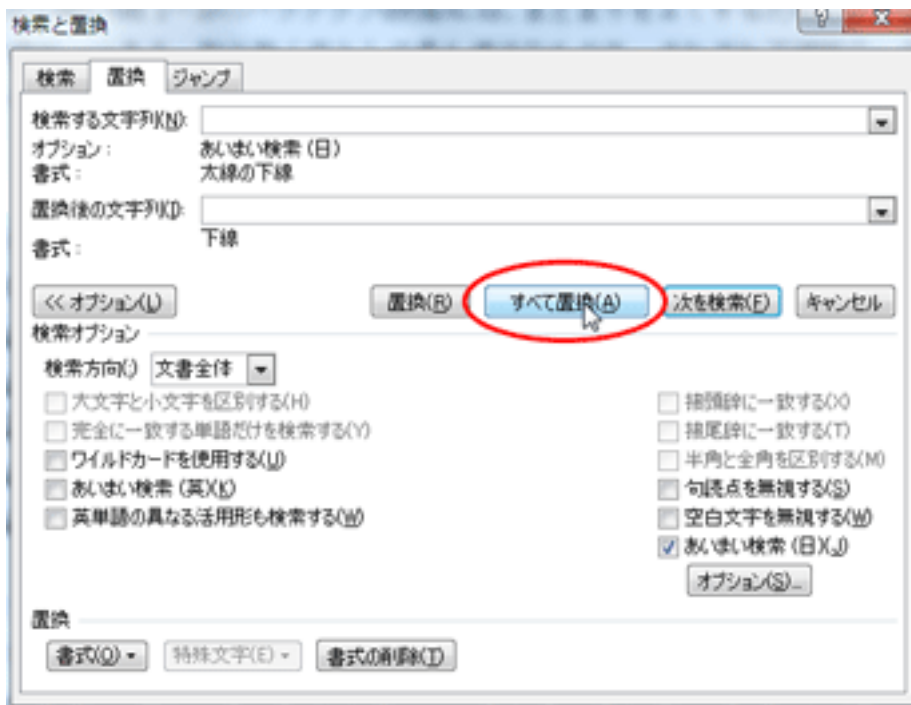 検索と置換
検索 置換 ジャンプ
検索する文字列(N):
オプション: あいまい検索 (日)
書式: 太線の下線
置換後の文字列(I):
書式: 下線
<< オプション(L) 置換(R) すべて置換(A) 次を検索(F) キャンセル
検索オプション
検索方向(:) 文書全体
大文字と小文字を区別する(H) 接頭辞に一致する(X)
完全に一致する単語だけを検索する(Y) 接尾辞に一致する(T)
ワイルドカードを使用する(U) 半角と全角を区別する(M)
あいまい検索 (英)(K) 句読点を無視する(S)
英単語の異なる活用形も検索する(W) 空白文字を無視する(W)
あいまい検索 (日)(J)
オプション(S)...
置換
書式(O) 特殊文字(E) 書式の削除(T)